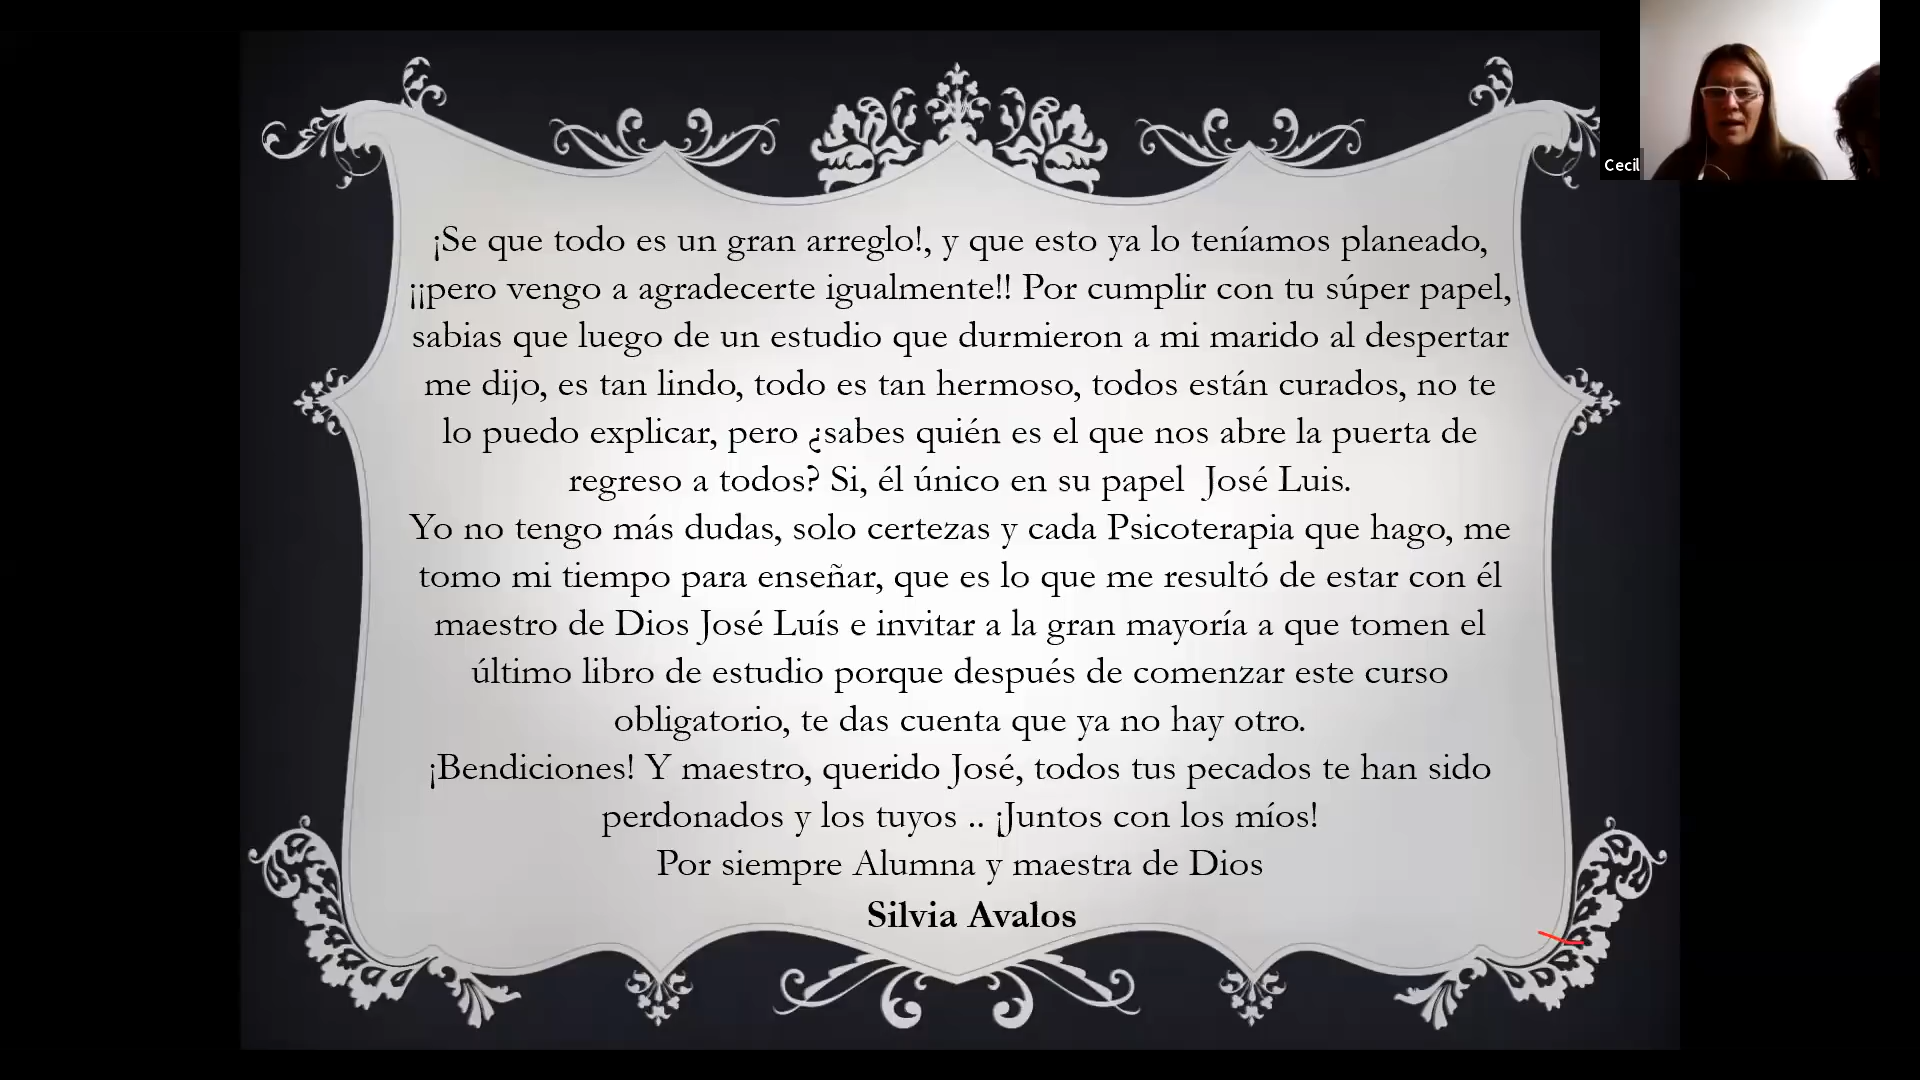 ¡Se que todo es un gran arreglo!, y que esto ya lo teníamos planeado,
¡¡pero vengo a agradecerte igualmente!! Por cumplir con tu súper papel,
sabias que luego de un estudio que durmieron a mi marido al despertar
me dijo, es tan lindo, todo es tan hermoso, todos están curados, no te
lo puedo explicar, pero ¿sabes quién es el que nos abre la puerta de
regreso a todos? Si, él único en su papel  José Luis.
Yo no tengo más dudas, solo certezas y cada Psicoterapia que hago, me
tomo mi tiempo para enseñar, que es lo que me resultó de estar con él
maestro de Dios José Luís e invitar a la gran mayoría a que tomen el
último libro de estudio porque después de comenzar este curso
obligatorio, te das cuenta que ya no hay otro.
¡Bendiciones! Y maestro, querido José, todos tus pecados te han sido
perdonados y los tuyos .. ¡Juntos con los míos!
Por siempre Alumna y maestra de Dios
Silvia Avalos
Cecil